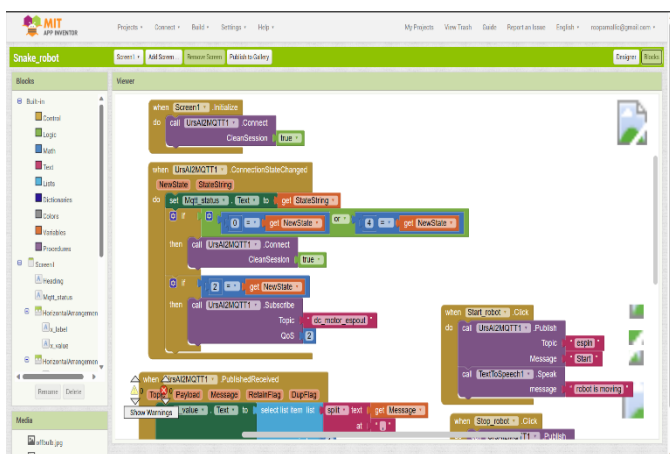 MIT
APP INVENTOR
Projects Connect Build Settings Help My Projects View Trash Guide Report an Issue English
Snake_robot Screen1 Add Screen ... Remove Screen Publish to Gallery Designer Blocks
Blocks
Built-in
Control
Logic
Math
Text
Lists
Dictionaries
Colors
Variables
Procedures
Screen1
Heading
Mqtt_status
HorizontalArrangemen
x_label
x_value
HorizontalArrangemen
Rename Delete
Media
Viewer
when Screen1 .Initialize
do call UrsAI2MQTT1 .Connect
CleanSession true
when UrsAI2MQTT1 .ConnectionStateChanged
NewState StateString
do set Mqtt_status . Text to get StateString
if 0 = get NewState or 4 = get NewState
then call UrsAI2MQTT1 .Connect
CleanSession true
if 2 = get NewState
then call UrsAI2MQTT1 .Subscribe
Topic " dc_motor_espout "
QoS 2
when UrsAI2MQTT1 .PublishedReceived
Topic Payload Message RetainFlag DupFlag
Show Warnings value . Text to select list item list split text get Message
at
when Start_robot .Click
do call UrsAI2MQTT1 .Publish
Topic " espin "
Message " Start "
call TextToSpeech1 .Speak
message " robot is moving "
when Stop_robot .Click
Publish